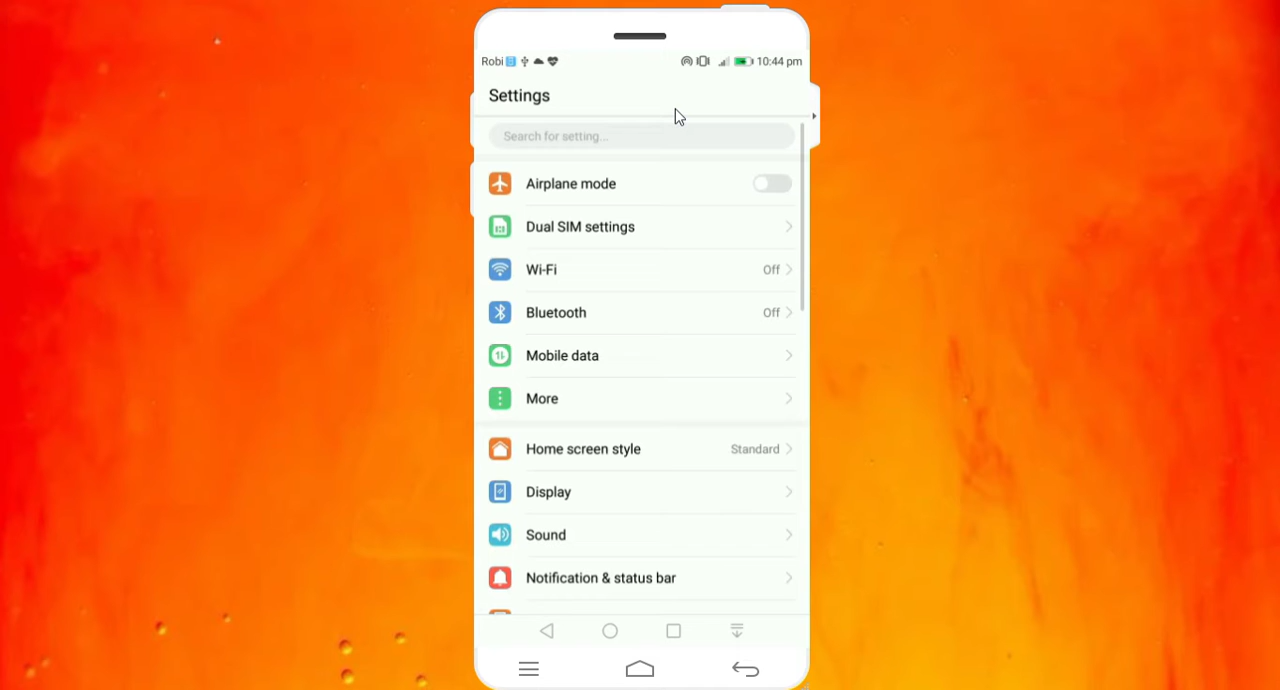 Robi 10:44 pm
Settings
Search for setting...
Airplane mode
Dual SIM settings
Wi-Fi Off
Bluetooth Off
Mobile data
More
Home screen style Standard
Display
Sound
Notification & status bar